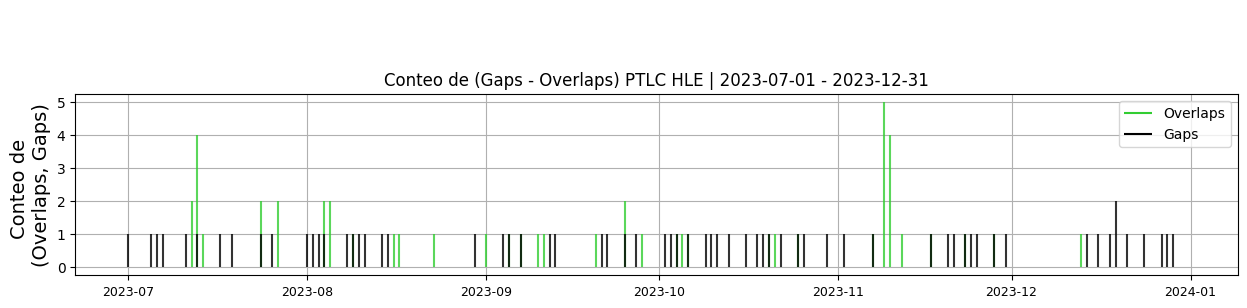 Conteo de (Gaps - Overlaps) PTLC HLE | 2023-07-01 - 2023-12-31
Conteo de
(Overlaps, Gaps)
5
4
3
2
1
0
Overlaps
Gaps
2023-07
2023-08
2023-09
2023-10
2023-11
2023-12
2024-01